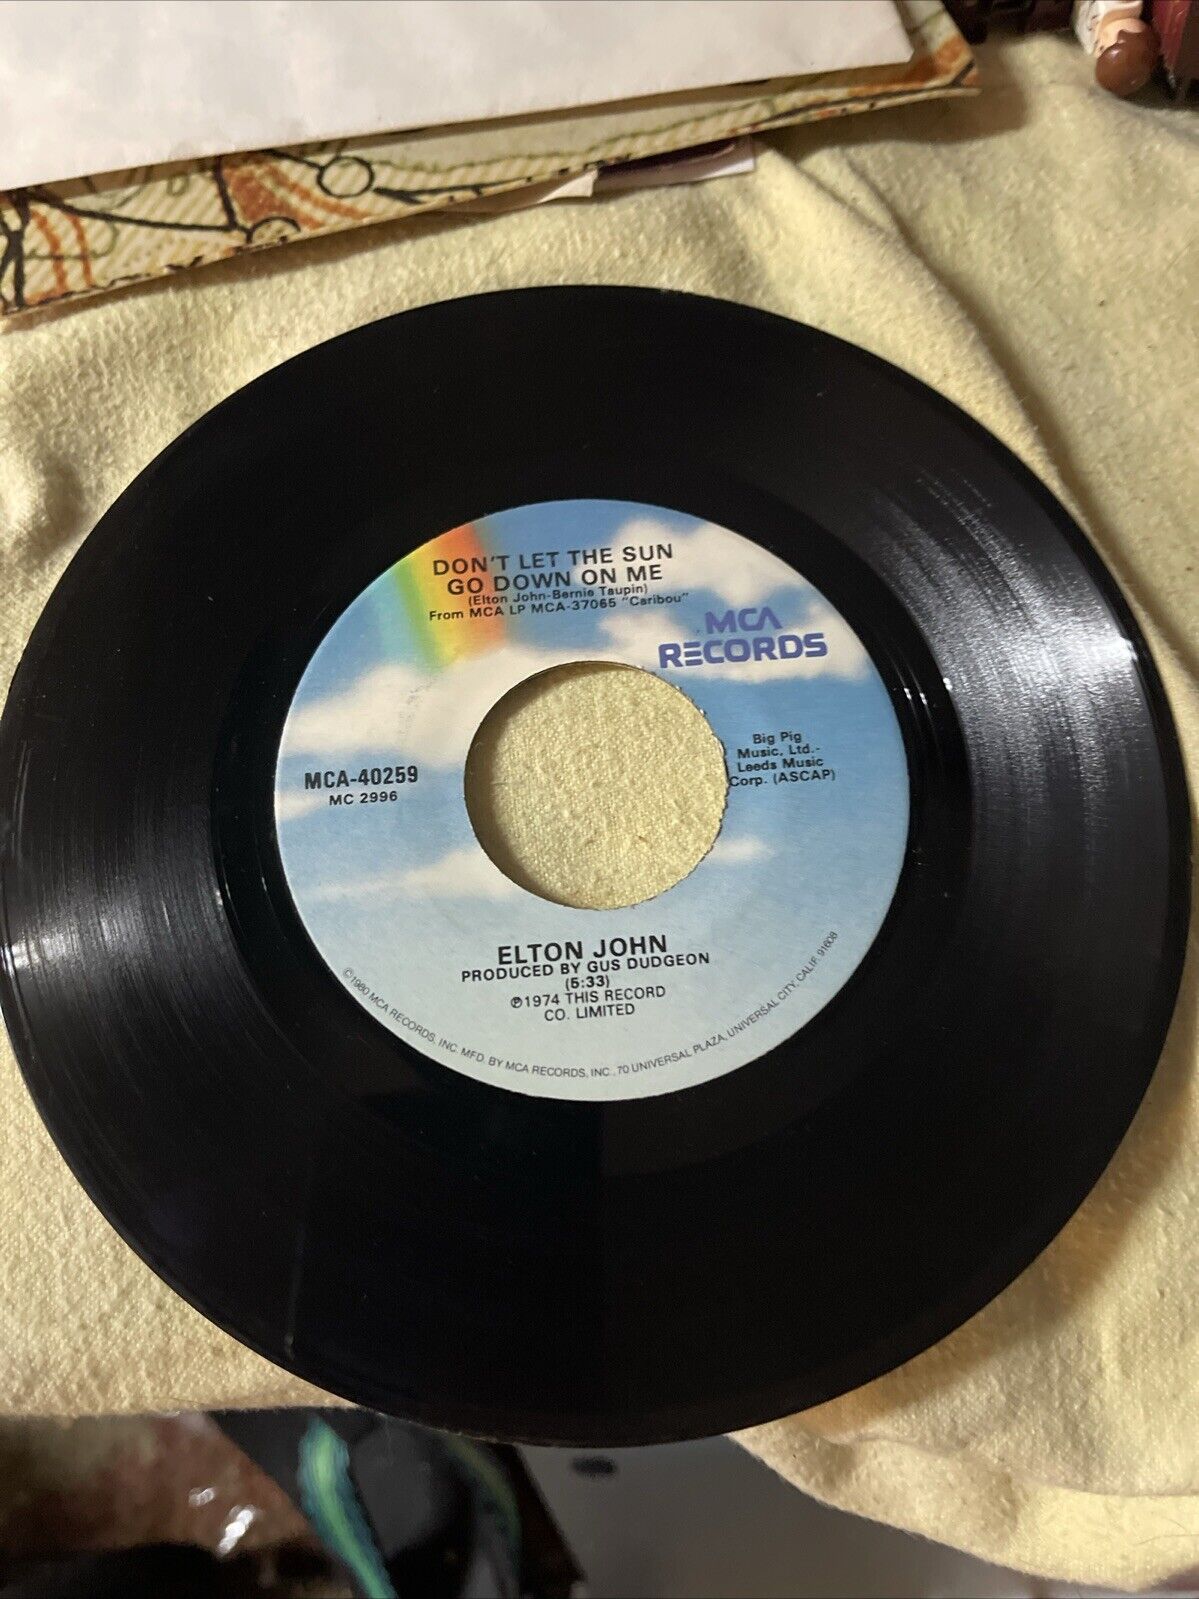 DON'T LET THE SUN
GO DOWN ON ME
(Elton John-Bernie Taupin)
From MCA LP MCA-37065 "Caribou"
MCA
RECORDS
Big Pig
Music, Ltd.-
Leeds Music
Corp. (ASCAP)
MCA-40259
MC 2996
ELTON JOHN
PRODUCED BY GUS DUDGEON
(5:33)
℗1974 THIS RECORD
CO. LIMITED
©1980 MCA RECORDS, INC. MFD. BY MCA RECORDS, INC., 70 UNIVERSAL PLAZA, UNIVERSAL CITY, CALIF. 91608